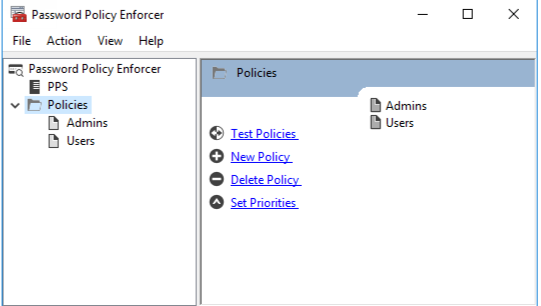 Password Policy Enforcer
File Action View Help
Password Policy Enforcer
PPS
Policies
Admins
Users
Policies
Test Policies
New Policy
Delete Policy
Set Priorities
Admins
Users